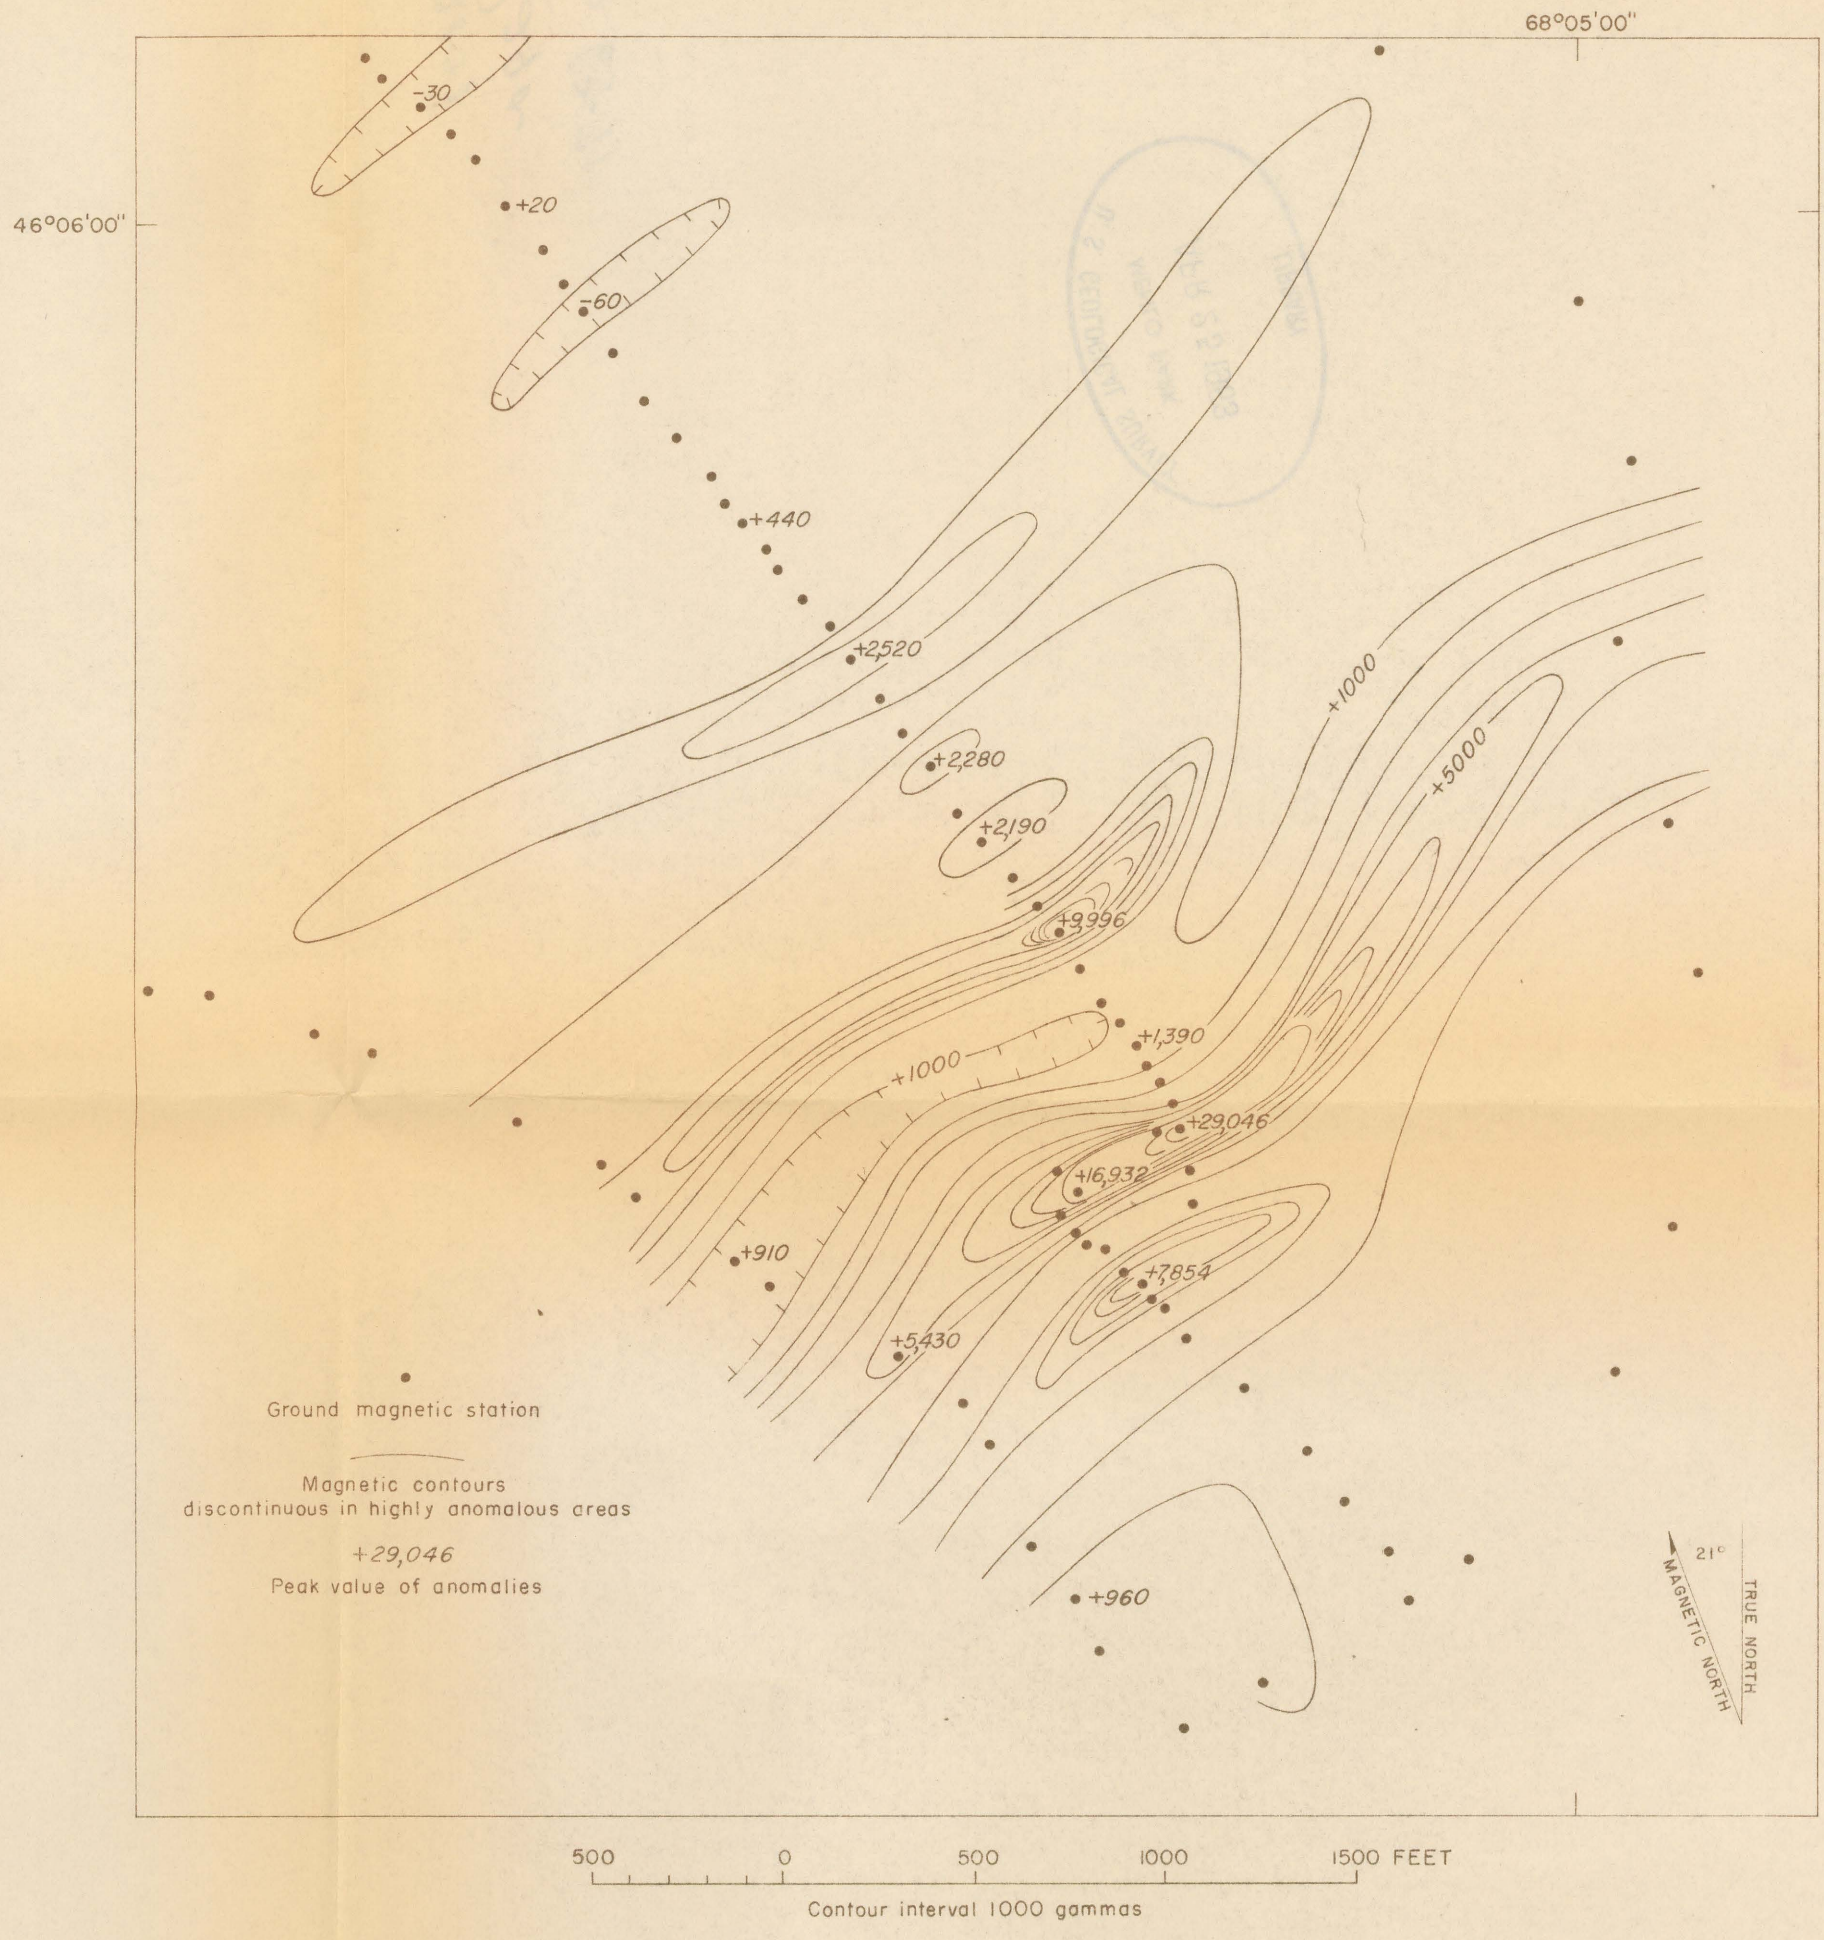 68°05'00"
-30
46°06'00"
+20
-60
+440
+2,520
+1000
+5000
+2,280
+2,190
+9,996
+1,390
+1000
+29,046
+16,932
+910
+7,854
+5,430
+960
Ground magnetic station
Magnetic contours
discontinuous in highly anomalous areas
+29,046
Peak value of anomalies
21°
MAGNETIC NORTH
TRUE NORTH
500 0 500 1000 1500 FEET
Contour interval 1000 gammas